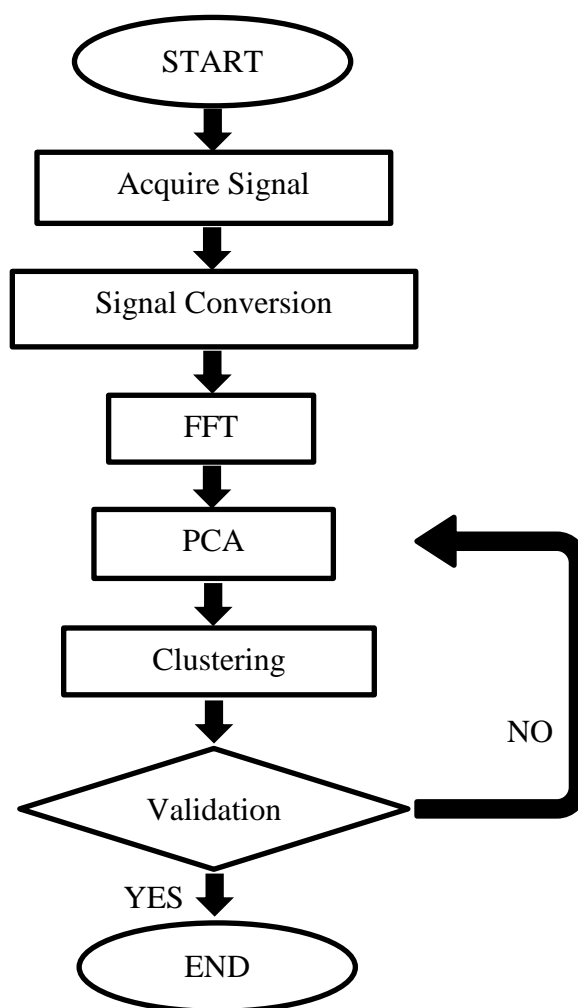 START
Acquire Signal
Signal Conversion
FFT
PCA
Clustering
NO
Validation
YES
END